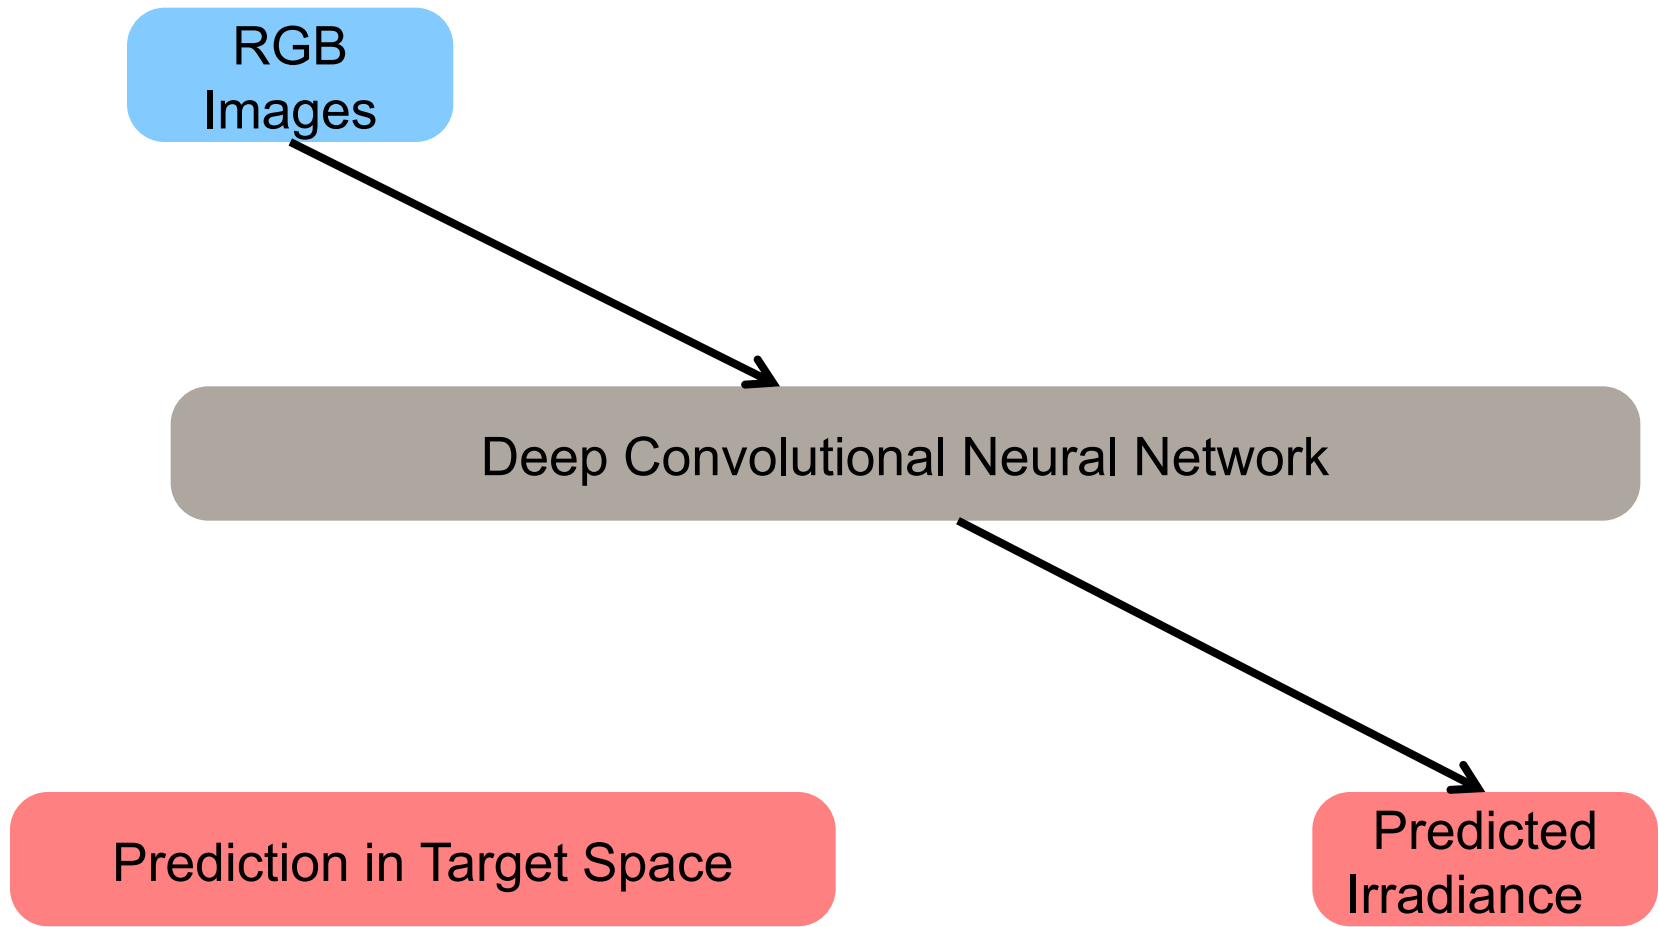 RGB
Images
Deep Convolutional Neural Network
Prediction in Target Space
Predicted
Irradiance